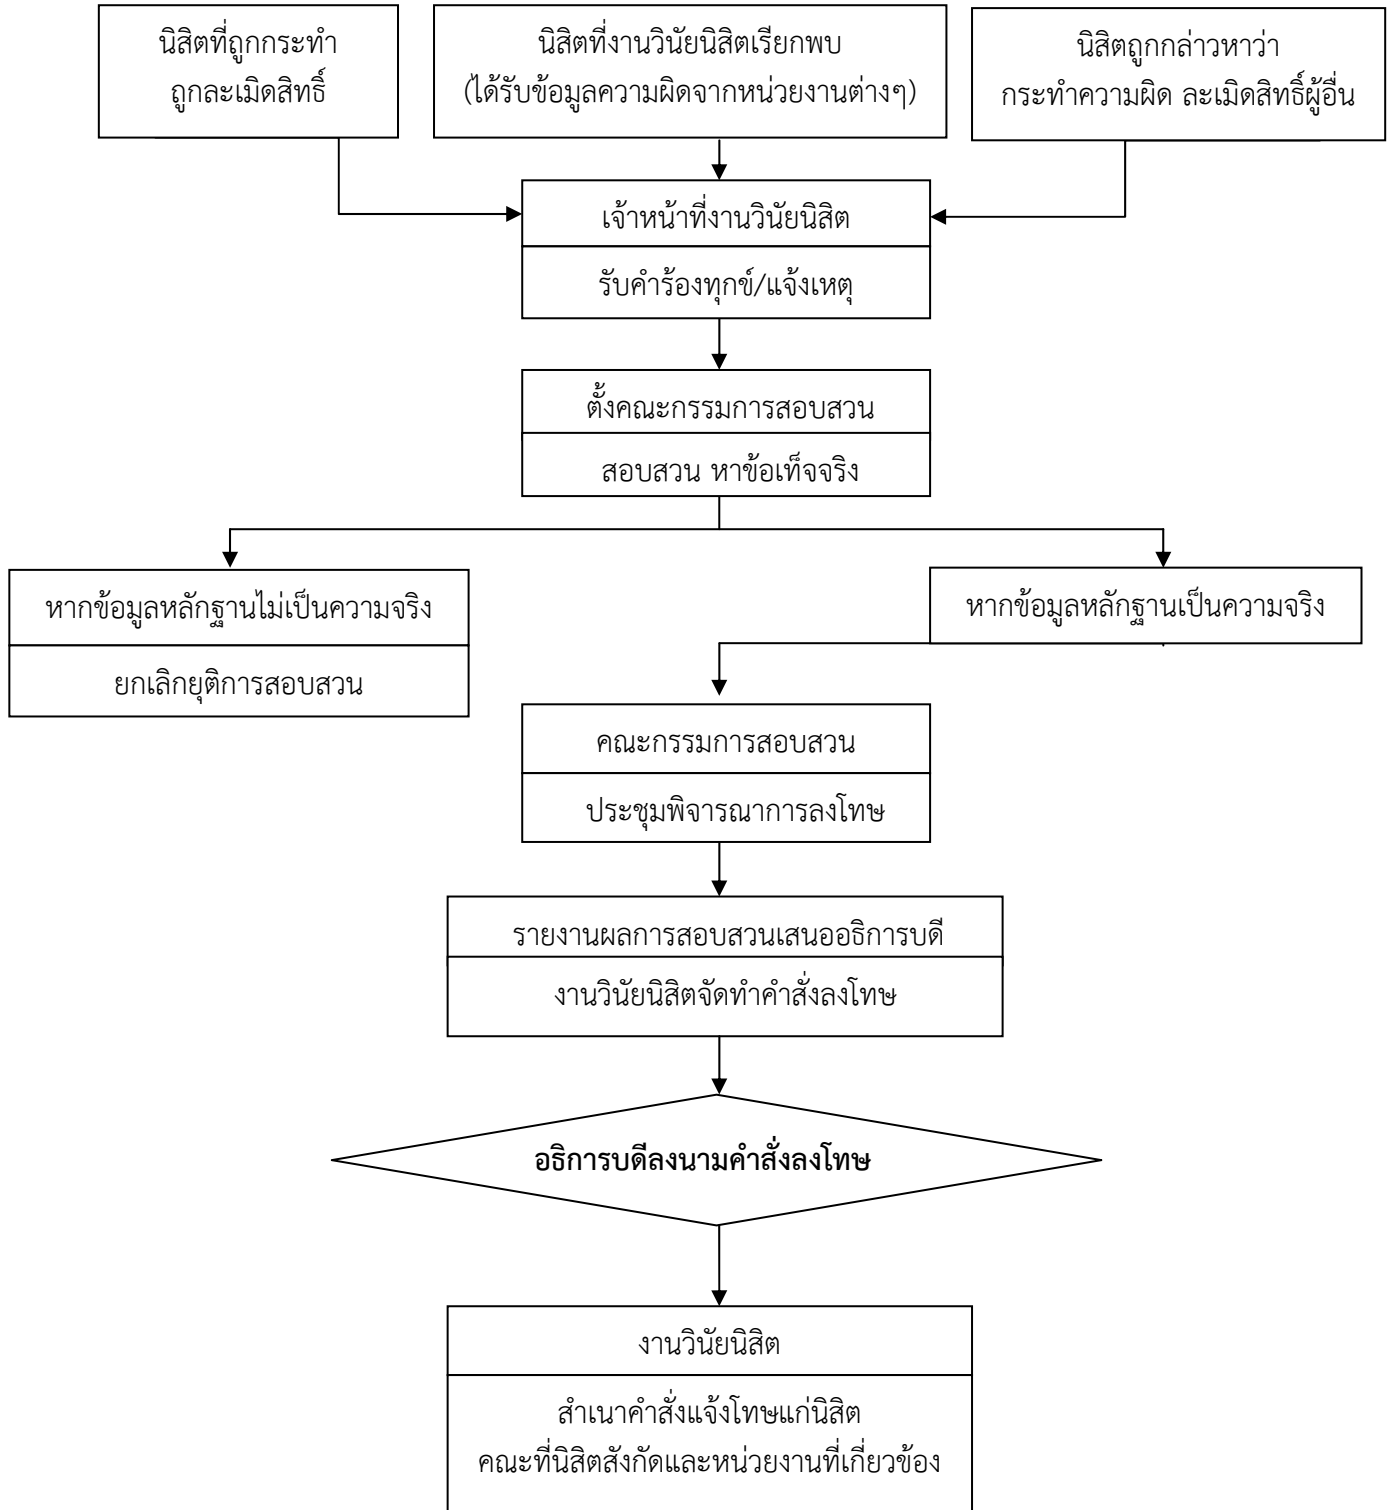 นิสิตที่ถูกกระทำ
ถูกละเมิดสิทธิ์
นิสิตที่งานวินัยนิสิตเรียกพบ
(ได้รับข้อมูลความผิดจากหน่วยงานต่างๆ)
นิสิตถูกกล่าวหาว่า
กระทำความผิด ละเมิดสิทธิ์ผู้อื่น
เจ้าหน้าที่งานวินัยนิสิต
รับคำร้องทุกข์/แจ้งเหตุ
ตั้งคณะกรรมการสอบสวน
สอบสวน หาข้อเท็จจริง
หากข้อมูลหลักฐานไม่เป็นความจริง
ยกเลิกยุติการสอบสวน
หากข้อมูลหลักฐานเป็นความจริง
คณะกรรมการสอบสวน
ประชุมพิจารณาการลงโทษ
รายงานผลการสอบสวนเสนออธิการบดี
งานวินัยนิสิตจัดทำคำสั่งลงโทษ
อธิการบดีลงนามคำสั่งลงโทษ
งานวินัยนิสิต
สำเนาคำสั่งแจ้งโทษแก่นิสิต
คณะที่นิสิตสังกัดและหน่วยงานที่เกี่ยวข้อง